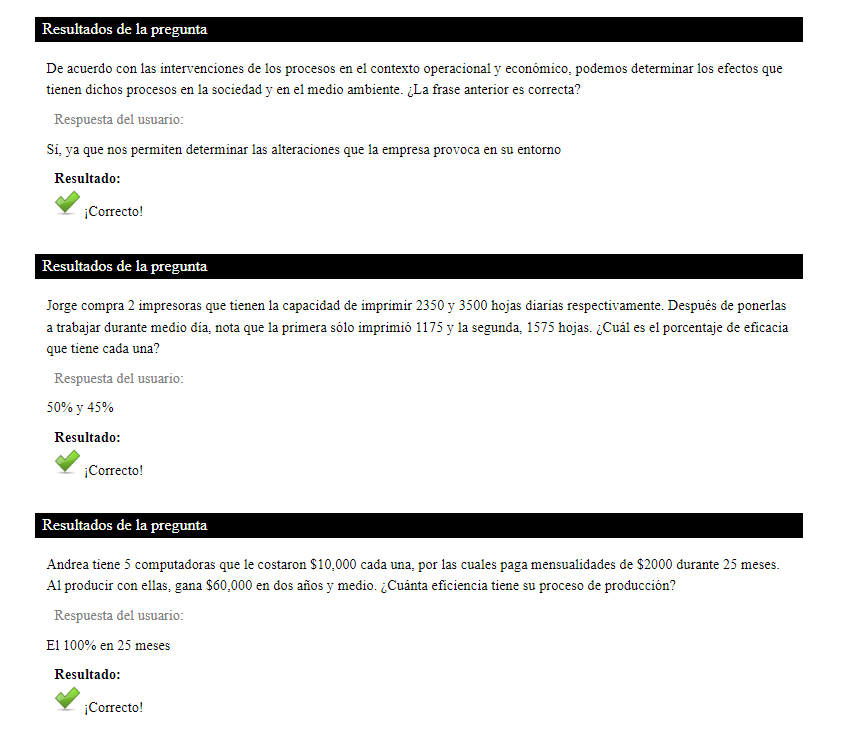 Resultados de la pregunta
De acuerdo con las intervenciones de los procesos en el contexto operacional y económico, podemos determinar los efectos que
tienen dichos procesos en la sociedad y en el medio ambiente. ¿La frase anterior es correcta?
Respuesta del usuario:
Sí, ya que nos permiten determinar las alteraciones que la empresa provoca en su entorno
Resultado:
¡Correcto!
Resultados de la pregunta
Jorge compra 2 impresoras que tienen la capacidad de imprimir 2350 y 3500 hojas diarias respectivamente. Después de ponerlas
a trabajar durante medio día, nota que la primera sólo imprimió 1175 y la segunda, 1575 hojas. ¿Cuál es el porcentaje de eficacia
que tiene cada una?
Respuesta del usuario:
50% y 45%
Resultado:
¡Correcto!
Resultados de la pregunta
Andrea tiene 5 computadoras que le costaron $10,000 cada una, por las cuales paga mensualidades de $2000 durante 25 meses.
Al producir con ellas, gana $60,000 en dos años y medio. ¿Cuánta eficiencia tiene su proceso de producción?
Respuesta del usuario:
El 100% en 25 meses
Resultado:
¡Correcto!